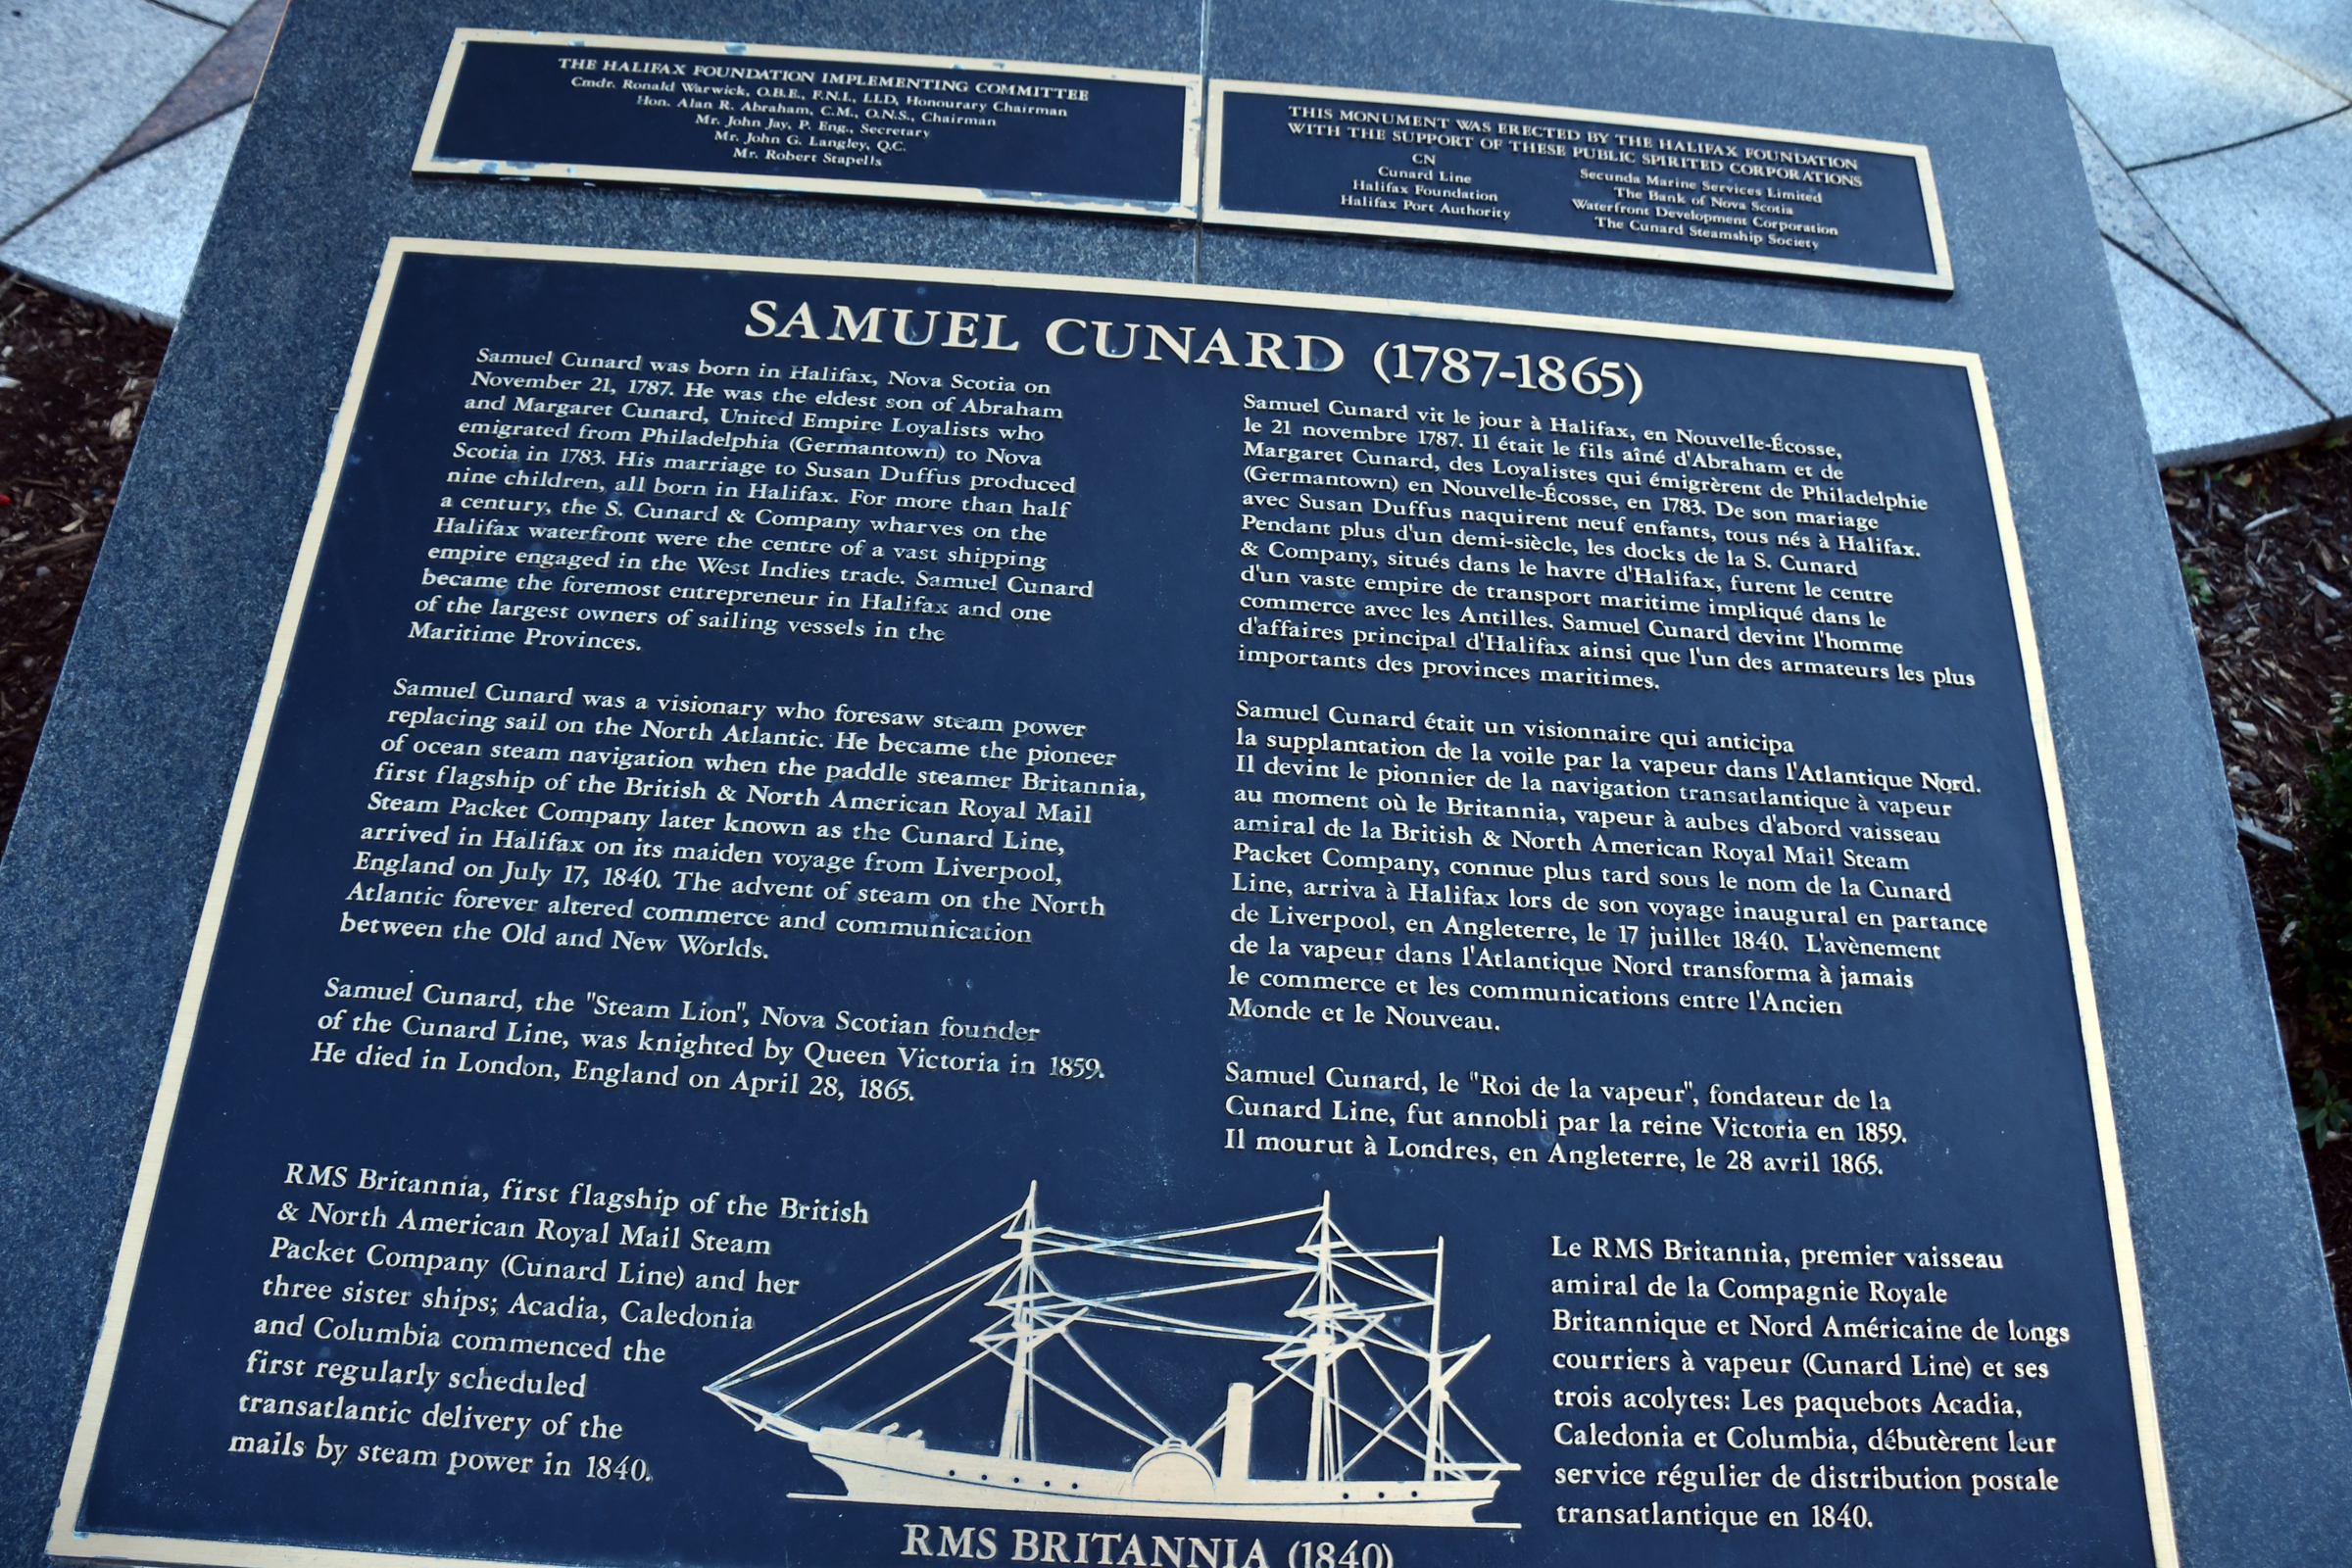 THE HALIFAX FOUNDATION IMPLEMENTING COMMITTEE
Cmdr. Ronald Warwick, O.B.E., F.N.I., LLD, Honourary Chairman
Hon. Alan R. Abraham, C.M., O.N.S., Chairman
Mr. John Jay, P. Eng., Secretary
Mr. John G. Langley, Q.C.
Mr. Robert Stapells
THIS MONUMENT WAS ERECTED BY THE HALIFAX FOUNDATION
WITH THE SUPPORT OF THESE PUBLIC SPIRITED CORPORATIONS
CN
Cunard Line
Halifax Foundation
Halifax Port Authority
Secunda Marine Services Limited
The Bank of Nova Scotia
Waterfront Development Corporation
The Cunard Steamship Society
SAMUEL CUNARD (1787-1865)
Samuel Cunard was born in Halifax, Nova Scotia on
November 21, 1787. He was the eldest son of Abraham
and Margaret Cunard, United Empire Loyalists who
emigrated from Philadelphia (Germantown) to Nova
Scotia in 1783. His marriage to Susan Duffus produced
nine children, all born in Halifax. For more than half
a century, the S. Cunard & Company wharves on the
Halifax waterfront were the centre of a vast shipping
empire engaged in the West Indies trade. Samuel Cunard
became the foremost entrepreneur in Halifax and one
of the largest owners of sailing vessels in the
Maritime Provinces.
Samuel Cunard was a visionary who foresaw steam power
replacing sail on the North Atlantic. He became the pioneer
of ocean steam navigation when the paddle steamer Britannia,
first flagship of the British & North American Royal Mail
Steam Packet Company later known as the Cunard Line,
arrived in Halifax on its maiden voyage from Liverpool,
England on July 17, 1840. The advent of steam on the North
Atlantic forever altered commerce and communication
between the Old and New Worlds.
Samuel Cunard, the "Steam Lion", Nova Scotian founder
of the Cunard Line, was knighted by Queen Victoria in 1859.
He died in London, England on April 28, 1865.
Samuel Cunard vit le jour à Halifax, en Nouvelle-Écosse,
le 21 novembre 1787. Il était le fils aîné d'Abraham et de
Margaret Cunard, des Loyalistes qui émigrèrent de Philadelphie
(Germantown) en Nouvelle-Écosse, en 1783. De son mariage
avec Susan Duffus naquirent neuf enfants, tous nés à Halifax.
Pendant plus d'un demi-siècle, les docks de la S. Cunard
& Company, situés dans le havre d'Halifax, furent le centre
d'un vaste empire de transport maritime impliqué dans le
commerce avec les Antilles. Samuel Cunard devint l'homme
d'affaires principal d'Halifax ainsi que l'un des armateurs les plus
importants des provinces maritimes.
Samuel Cunard était un visionnaire qui anticipa
la supplantation de la voile par la vapeur dans l'Atlantique Nord.
Il devint le pionnier de la navigation transatlantique à vapeur
au moment où le Britannia, vapeur à aubes d'abord vaisseau
amiral de la British & North American Royal Mail Steam
Packet Company, connue plus tard sous le nom de la Cunard
Line, arriva à Halifax lors de son voyage inaugural en partance
de Liverpool, en Angleterre, le 17 juillet 1840. L'avènement
de la vapeur dans l'Atlantique Nord transforma à jamais
le commerce et les communications entre l'Ancien
Monde et le Nouveau.
Samuel Cunard, le "Roi de la vapeur", fondateur de la
Cunard Line, fut annobli par la reine Victoria en 1859.
Il mourut à Londres, en Angleterre, le 28 avril 1865.
RMS Britannia, first flagship of the British
& North American Royal Mail Steam
Packet Company (Cunard Line) and her
three sister ships; Acadia, Caledonia
and Columbia commenced the
first regularly scheduled
transatlantic delivery of the
mails by steam power in 1840.
Le RMS Britannia, premier vaisseau
amiral de la Compagnie Royale
Britannique et Nord Américaine de longs
courriers à vapeur (Cunard Line) et ses
trois acolytes: Les paquebots Acadia,
Caledonia et Columbia, débutèrent leur
service régulier de distribution postale
transatlantique en 1840.
RMS BRITANNIA (1840)